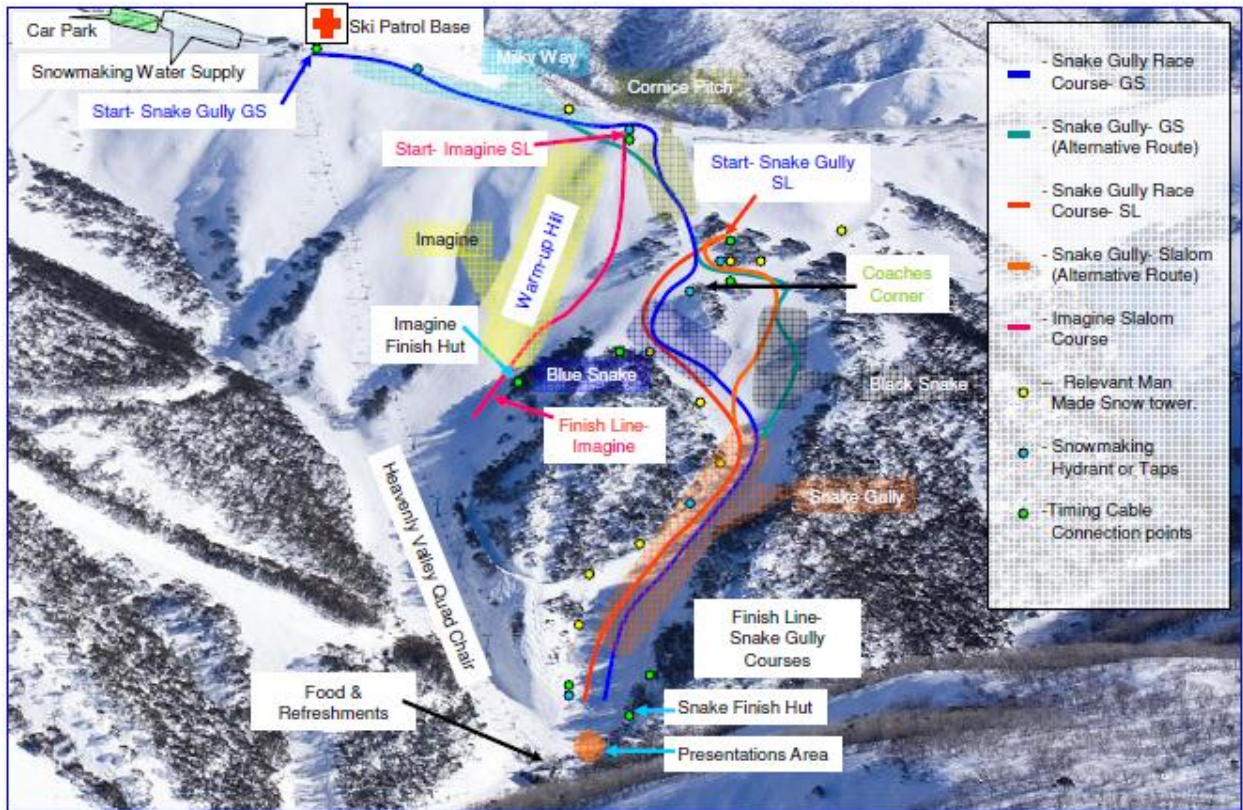 Car Park
Ski Patrol Base
Snowmaking Water Supply
Start- Snake Gully GS
Milky Way
Cornice Pitch
Start- Imagine SL
Start- Snake Gully
SL
Imagine
Warm-up Hill
Coaches
Corner
Imagine
Finish Hut
Blue Snake
Black Snake
Finish Line-
Imagine
Heavenly Valley Quad Chair
Snake Gully
Finish Line-
Snake Gully
Courses
Food &
Refreshments
Snake Finish Hut
Presentations Area
- Snake Gully Race
Course- GS
- Snake Gully- GS
(Alternative Route)
- Snake Gully Race
Course- SL
- Snake Gully- Slalom
(Alternative Route)
- Imagine Slalom
Course
- Relevant Man
Made Snow tower.
- Snowmaking
Hydrant or Taps
-Timing Cable
Connection points